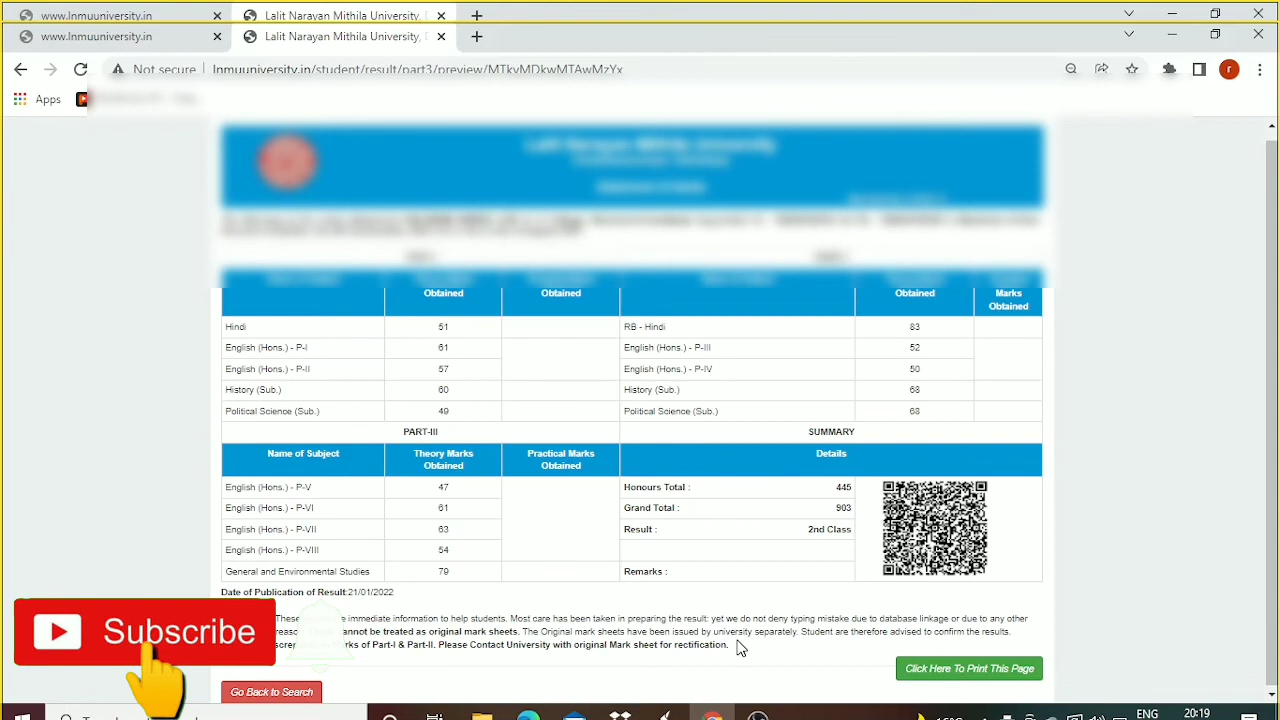 www.lnmuuniversity.in Lalit Narayan Mithila University, D
www.lnmuuniversity.in Lalit Narayan Mithila University, D
Not secure lnmuuniversity.in/student/result/part3/preview/MTkyMDkwMTAwMzYx r
Apps
Lalit Narayan Mithila University
Obtained Obtained Obtained Marks
Obtained
Hindi 51 RB - Hindi 83
English (Hons.) - P-I 61 English (Hons.) - P-III 52
English (Hons.) - P-II 57 English (Hons.) - P-IV 50
History (Sub.) 60 History (Sub.) 68
Political Science (Sub.) 49 Political Science (Sub.) 68
PART-III SUMMARY
Name of Subject Theory Marks Obtained Practical Marks Obtained Details
English (Hons.) - P-V 47 Honours Total : 445
English (Hons.) - P-VI 61 Grand Total : 903
English (Hons.) - P-VII 63 Result : 2nd Class
English (Hons.) - P-VIII 54
General and Environmental Studies 79 Remarks :
Date of Publication of Result:21/01/2022
These immediate information to help students. Most care has been taken in preparing the result: yet we do not deny typing mistake due to database linkage or due to any other
cannot be treated as original mark sheets. The Original mark sheets have been issued by university separately. Student are therefore advised to confirm the results.
Marks of Part-I & Part-II. Please Contact University with original Mark sheet for rectification.
Subscribe
Click Here To Print This Page
Go Back to Search
ENG 20:19